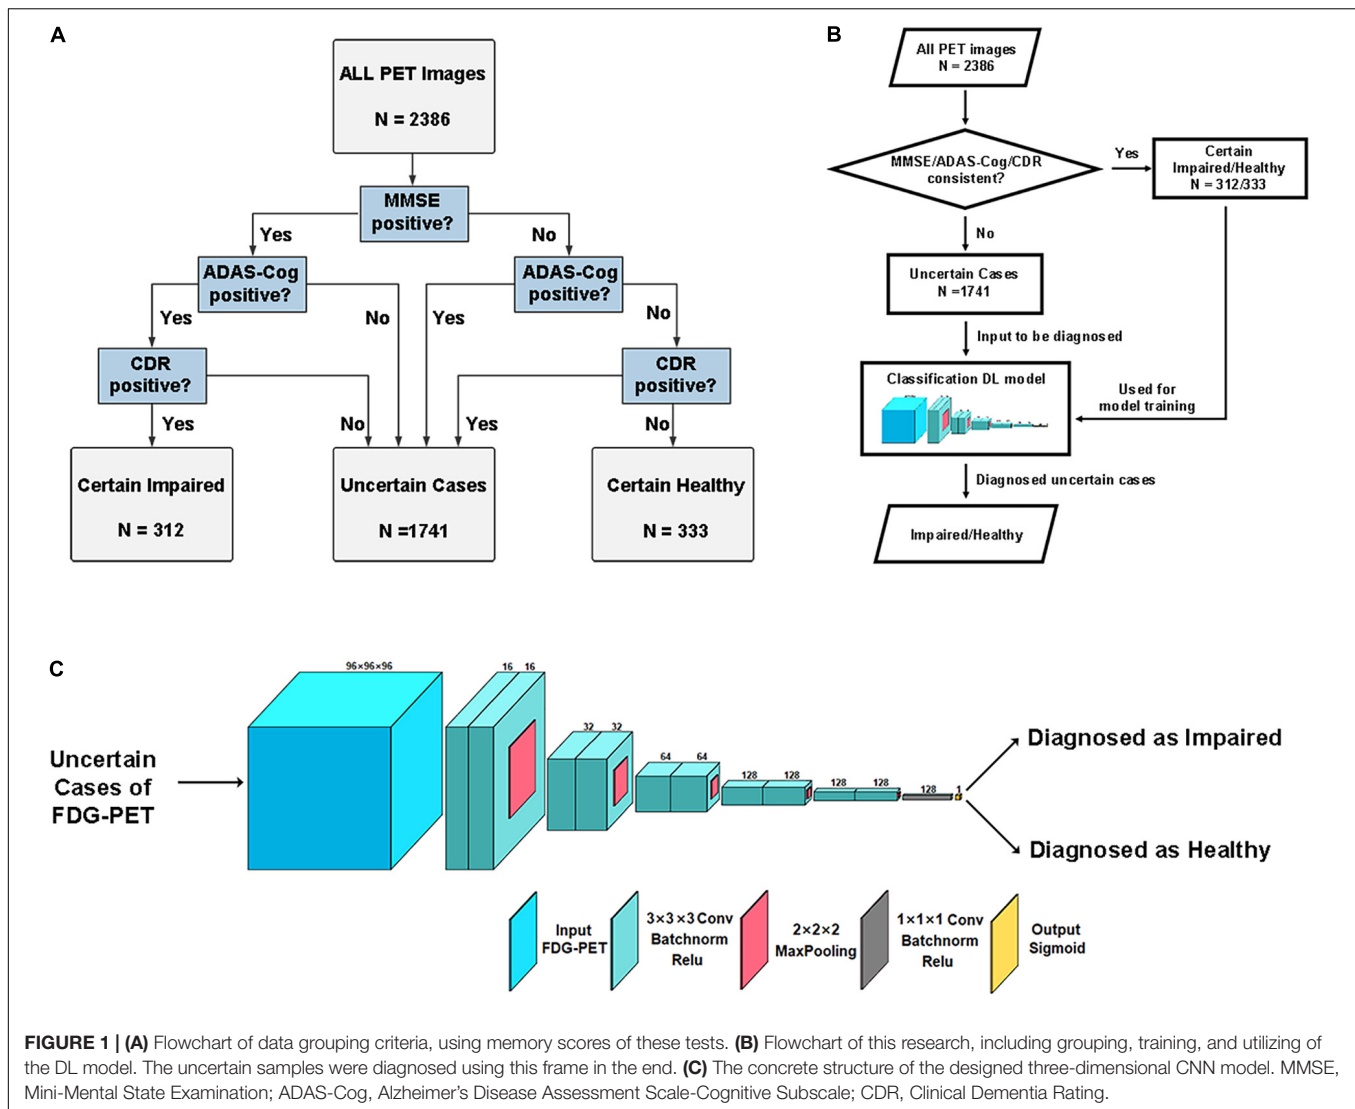 A
ALL PET Images
N = 2386
MMSE
positive?
Yes
No
ADAS-Cog
positive?
ADAS-Cog
positive?
Yes
No
Yes
No
CDR
positive?
CDR
positive?
Yes
No
Yes
No
Certain Impaired
N = 312
Uncertain Cases
N =1741
Certain Healthy
N = 333
B
All PET images
N = 2386
MMSE/ADAS-Cog/CDR
consistent?
Yes
Certain
Impaired/Healthy
N = 312/333
No
Uncertain Cases
N =1741
Input to be diagnosed
Classification DL model
Used for
model training
Diagnosed uncertain cases
Impaired/Healthy
C
Uncertain
Cases of
FDG-PET
96×96×96
16 16
32 32
64 64
128 128
128 128
128
1
Diagnosed as Impaired
Diagnosed as Healthy
Input
FDG-PET
3×3×3 Conv
Batchnorm
Relu
2×2×2
MaxPooling
1×1×1 Conv
Batchnorm
Relu
Output
Sigmoid
FIGURE 1 | (A) Flowchart of data grouping criteria, using memory scores of these tests. (B) Flowchart of this research, including grouping, training, and utilizing of
the DL model. The uncertain samples were diagnosed using this frame in the end. (C) The concrete structure of the designed three-dimensional CNN model. MMSE,
Mini-Mental State Examination; ADAS-Cog, Alzheimer's Disease Assessment Scale-Cognitive Subscale; CDR, Clinical Dementia Rating.